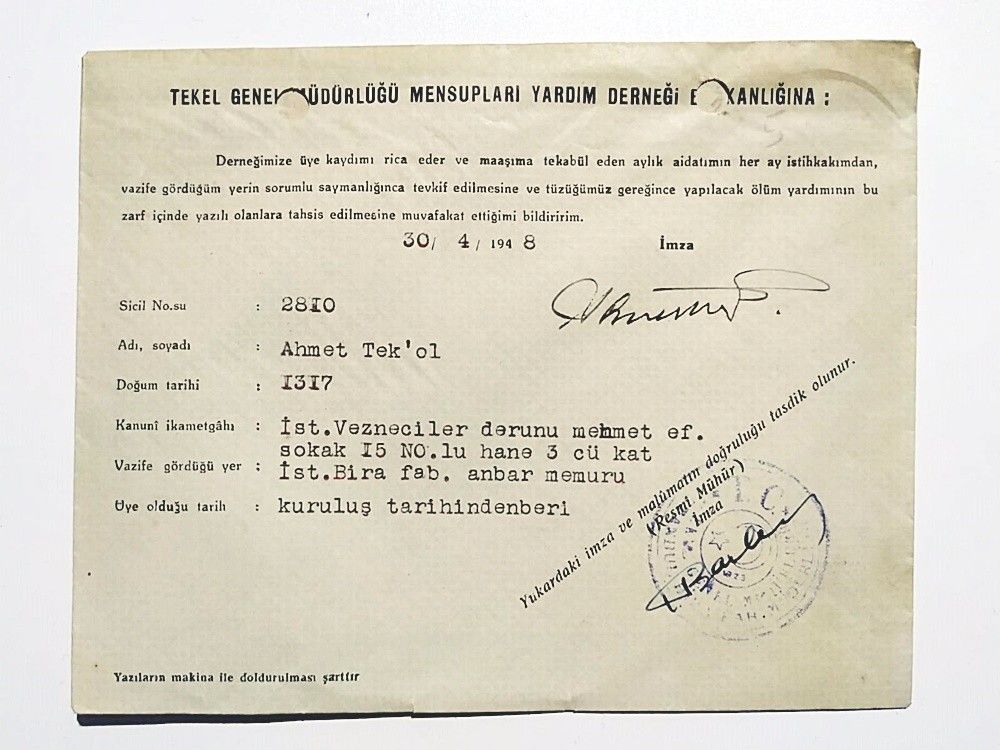 TEKEL GENEL MÜDÜRLÜĞÜ MENSUPLARI YARDIM DERNEĞİ BAŞKANLIĞINA :
Derneğimize üye kaydımı rica eder ve maaşıma tekabül eden aylık aidatımın her ay istihkakımdan,
vazife gördüğüm yerin sorumlu saymanlığınca tevkif edilmesine ve tüzüğümüz gereğince yapılacak ölüm yardımının bu
zarf içinde yazılı olanlara tahsis edilmesine muvafakat ettiğimi bildiririm.
30/ 4/ 194 8 İmza
Sicil No.su : 2810
Adı, soyadı : Ahmet Tek'ol
Doğum tarihi : 1317
Kanunî ikametgâhı : İst.Vezneciler derunu mehmet ef.
sokak I5 NO.lu hane 3 cü kat
Vazife gördüğü yer : İst.Bira fab. anbar memuru
Üye olduğu tarih : kuruluş tarihindenberi
Yukardaki imza ve malümatın doğruluğu tasdik olunur.
(Resmî Mühür)
İmza
T.C.
Yazıların makina ile doldurulması şarttır